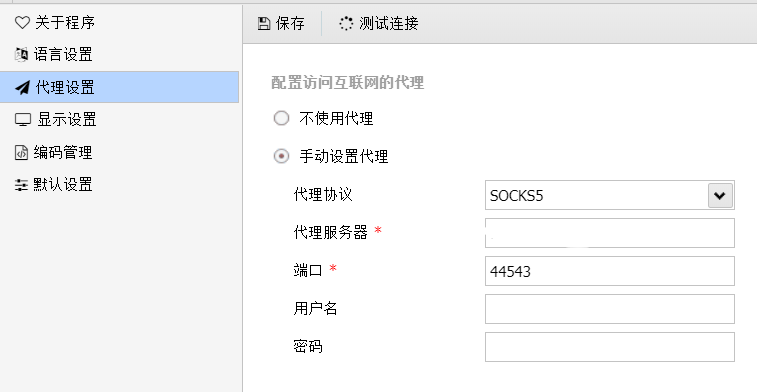 关于程序
语言设置
代理设置
显示设置
编码管理
默认设置
保存 测试连接
配置访问互联网的代理
不使用代理
手动设置代理
代理协议 SOCKS5
代理服务器 *
端口 * 44543
用户名
密码